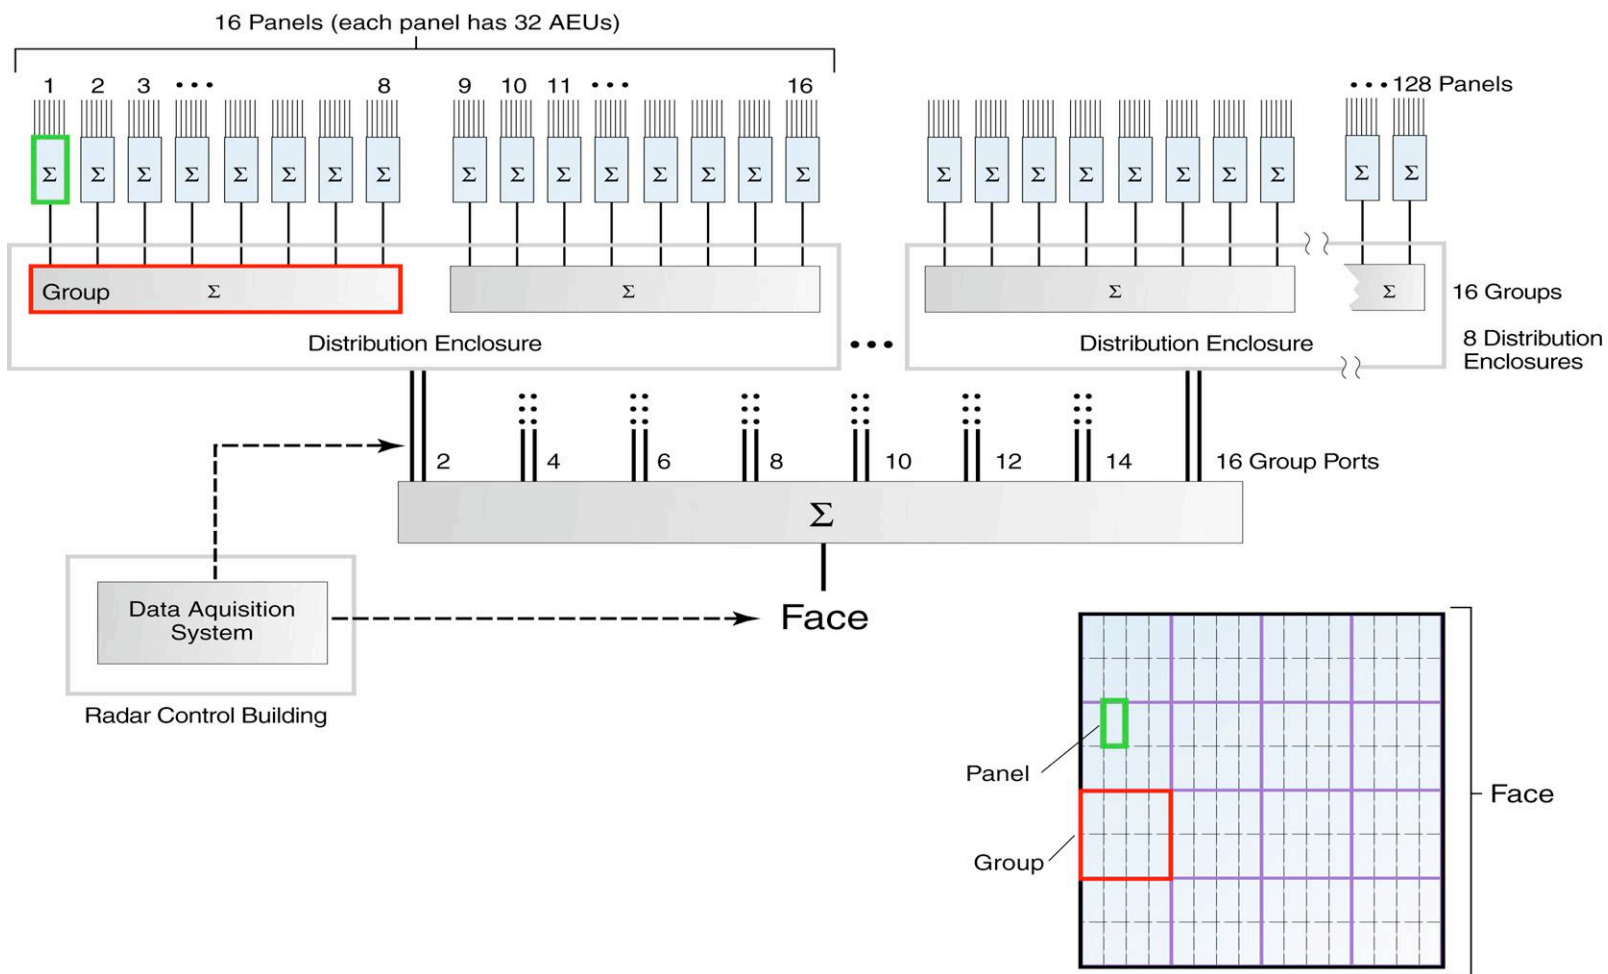 16 Panels (each panel has 32 AEUs)
1 2 3 ••• 8 9 10 11 ••• 16 ••• 128 Panels
Σ Σ Σ Σ Σ Σ Σ Σ Σ Σ Σ Σ Σ Σ Σ Σ Σ Σ Σ Σ Σ Σ Σ Σ Σ Σ
Group Σ Σ Σ Σ 16 Groups
Distribution Enclosure ••• Distribution Enclosure 8 Distribution
Enclosures
2 4 6 8 10 12 14 16 Group Ports
Σ
Data Aquisition
System
Face
Radar Control Building
Panel
Face
Group